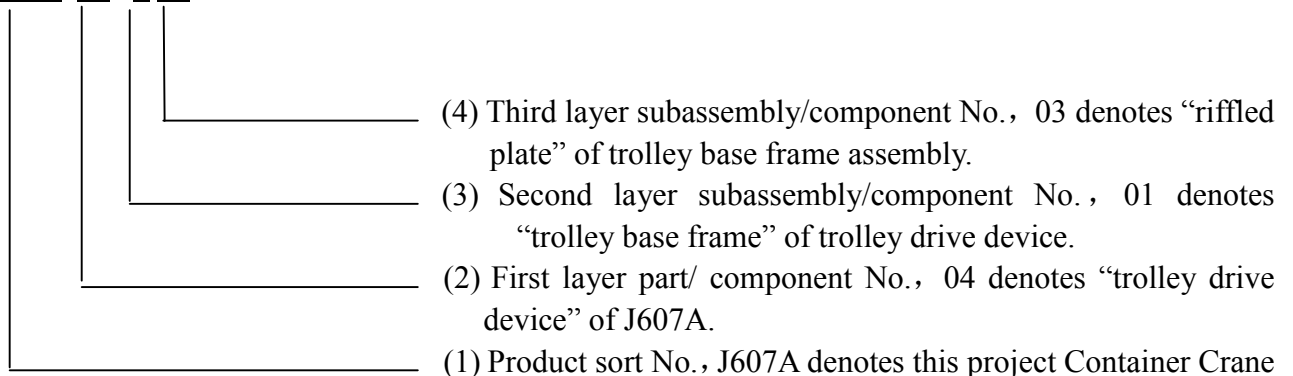 (4) Third layer subassembly/component No.，03 denotes “riffled
plate” of trolley base frame assembly.
(3) Second layer subassembly/component No.，01 denotes
“trolley base frame” of trolley drive device.
(2) First layer part/ component No.，04 denotes “trolley drive
device” of J607A.
(1) Product sort No.，J607A denotes this project Container Crane